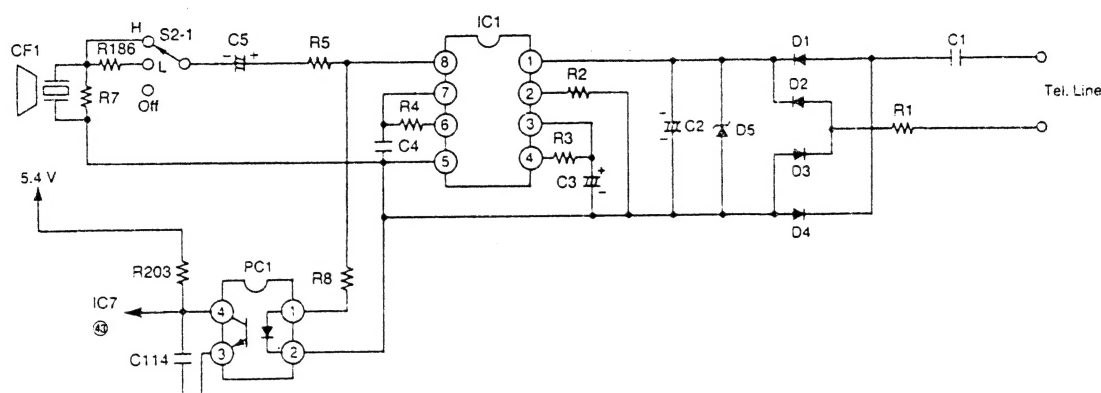 H
S2-1
IC1
CF1
R186
L
Off
R7
C5
- +
R5
8
7
6
5
1
2
3
4
R4
C4
R2
R3
C3
+
-
C2
-
D5
D1
D2
D3
D4
C1
R1
Tel. Line
5.4 V
R203
IC7
43
C114
PC1
4
3
1
2
R8